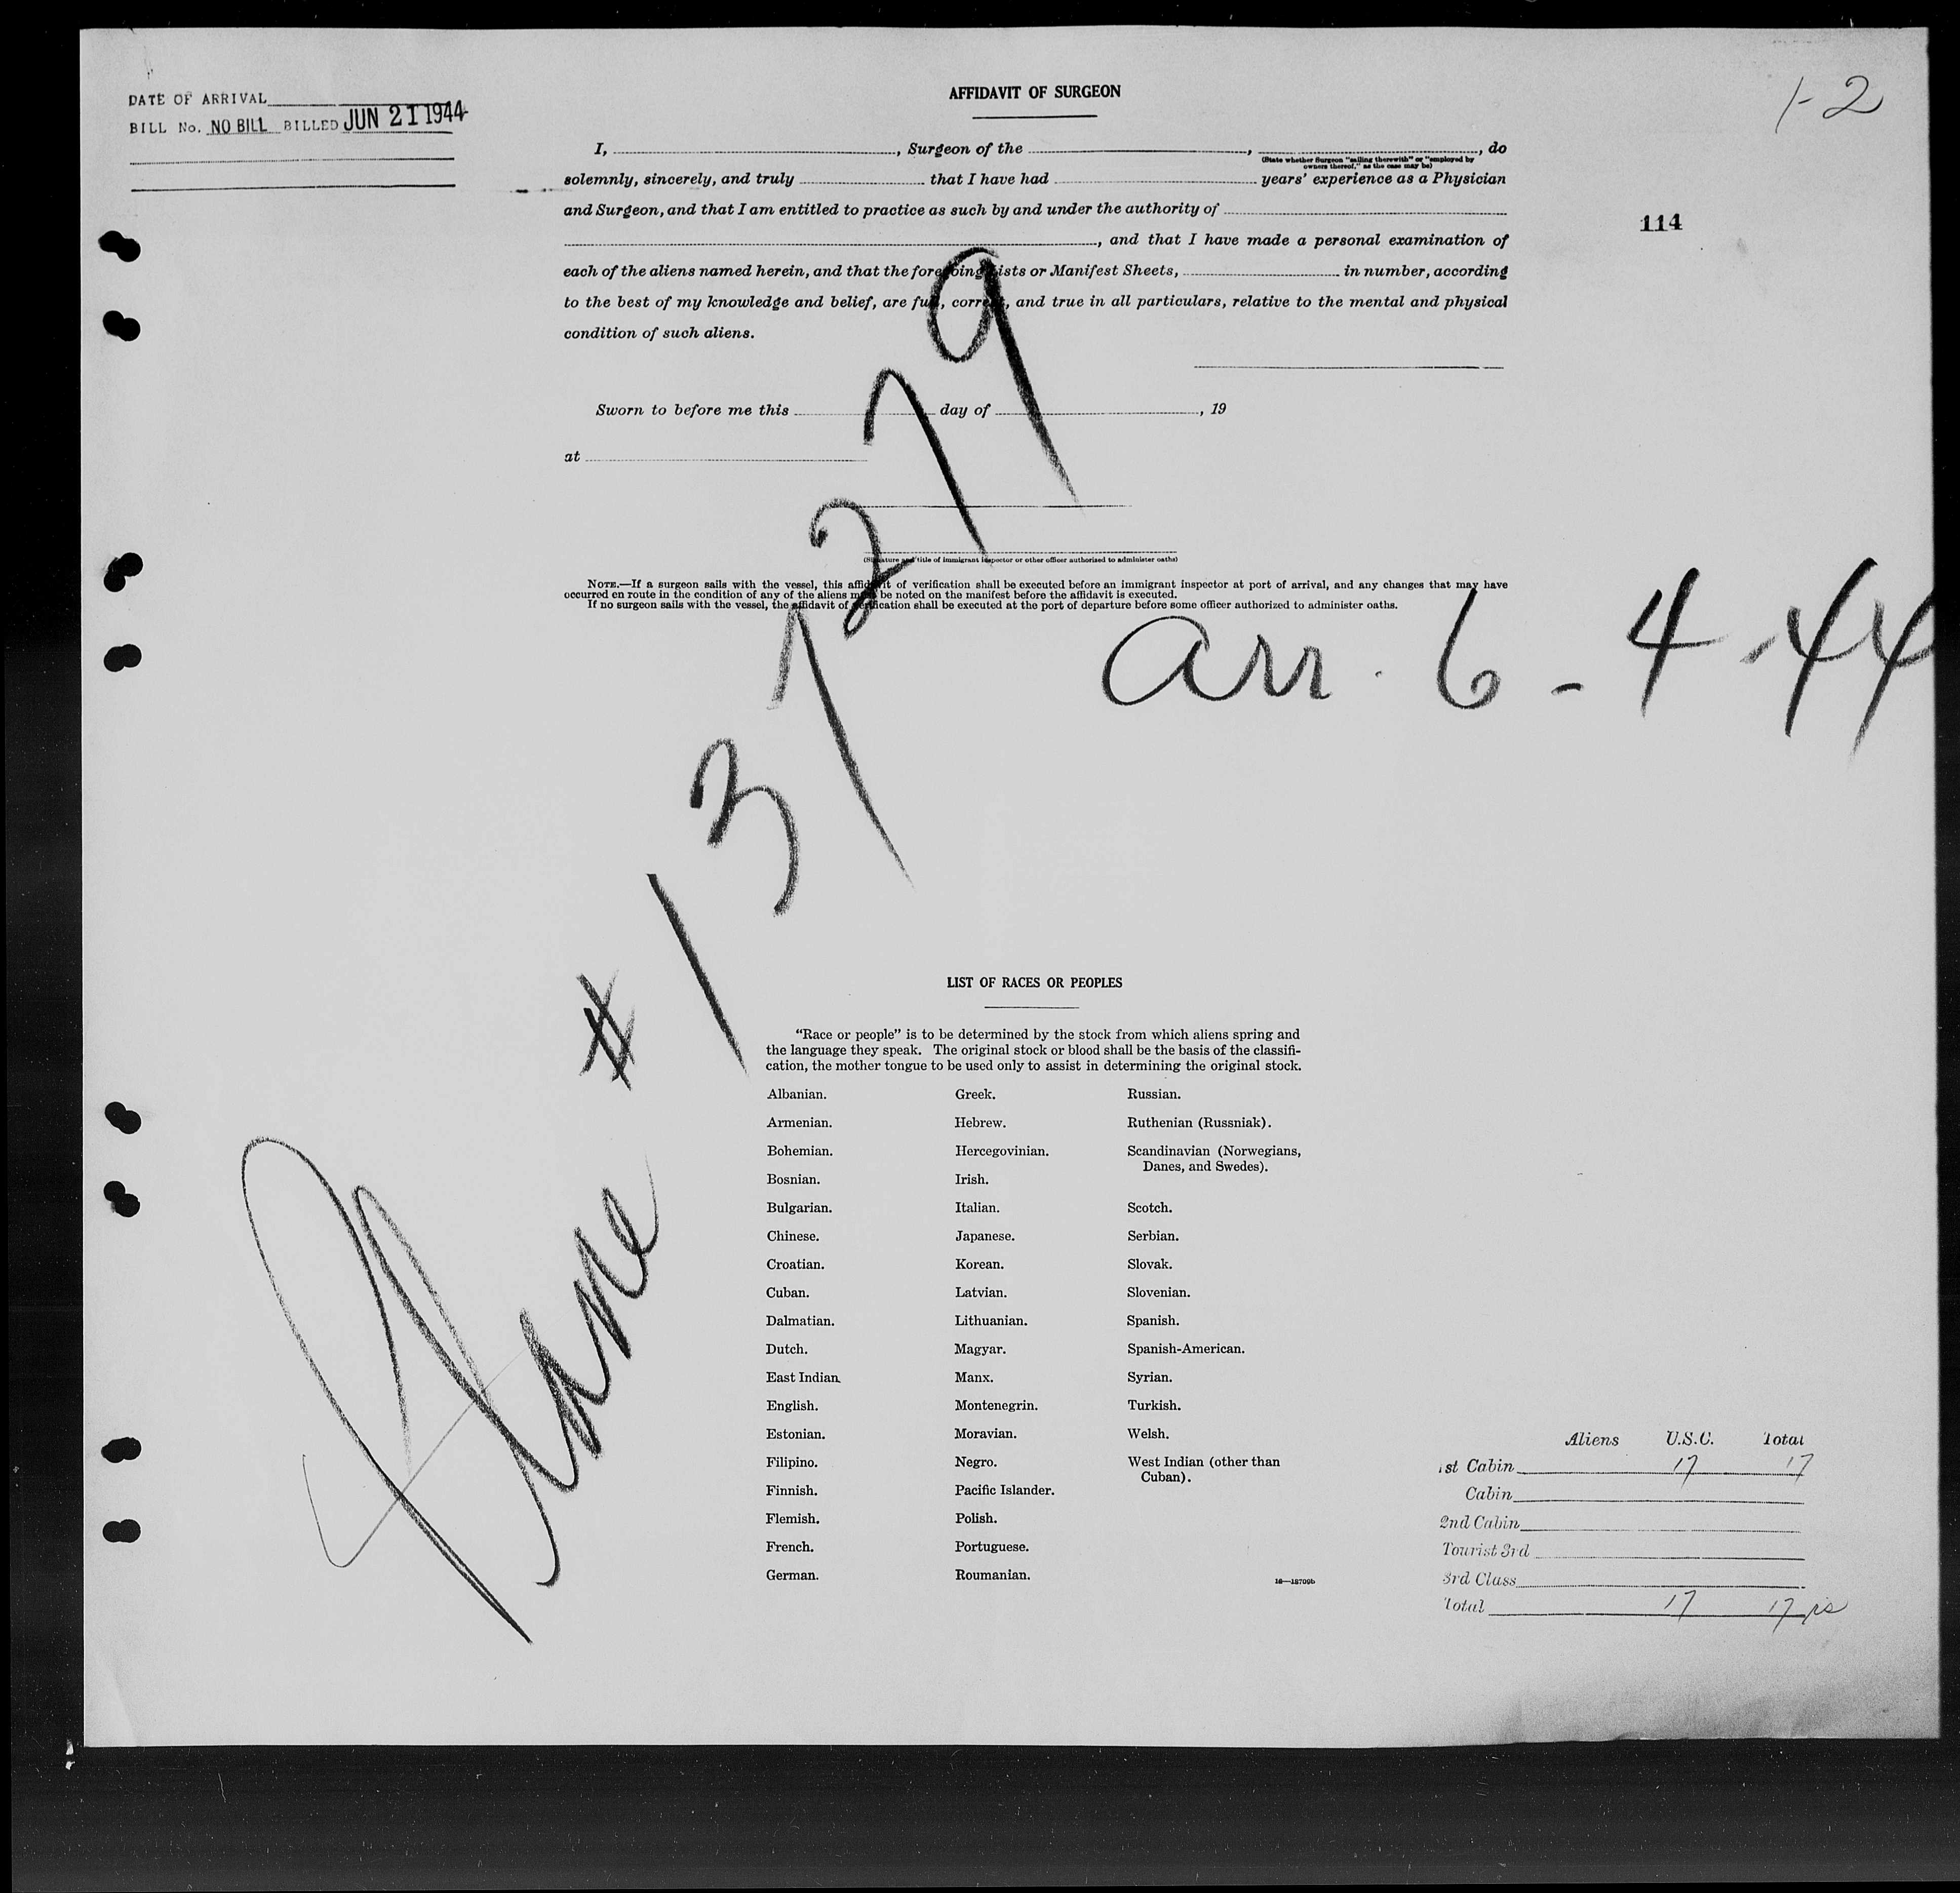 DATE OF ARRIVAL
BILL No. NO BILL BILLED JUN 21 1944
1-2
114
AFFIDAVIT OF SURGEON
I, , Surgeon of the , , do
(State whether Surgeon "sailing therewith" or "employed by
owners thereof," as the case may be)
solemnly, sincerely, and truly that I have had years' experience as a Physician
and Surgeon, and that I am entitled to practice as such by and under the authority of
, and that I have made a personal examination of
each of the aliens named herein, and that the foregoing Lists or Manifest Sheets, in number, according
to the best of my knowledge and belief, are full, correct, and true in all particulars, relative to the mental and physical
condition of such aliens.
Sworn to before me this day of , 19
at
(Signature and title of immigrant inspector or other officer authorized to administer oaths)
NOTE.—If a surgeon sails with the vessel, this affidavit of verification shall be executed before an immigrant inspector at port of arrival, and any changes that may have
occurred en route in the condition of any of the aliens must be noted on the manifest before the affidavit is executed.
If no surgeon sails with the vessel, the affidavit of verification shall be executed at the port of departure before some officer authorized to administer oaths.
arr. 6-4-44
Plane #137279
LIST OF RACES OR PEOPLES
"Race or people" is to be determined by the stock from which aliens spring and
the language they speak. The original stock or blood shall be the basis of the classifi-
cation, the mother tongue to be used only to assist in determining the original stock.
Albanian. Greek. Russian.
Armenian. Hebrew. Ruthenian (Russniak).
Bohemian. Hercegovinian. Scandinavian (Norwegians,
Danes, and Swedes).
Bosnian. Irish.
Bulgarian. Italian. Scotch.
Chinese. Japanese. Serbian.
Croatian. Korean. Slovak.
Cuban. Latvian. Slovenian.
Dalmatian. Lithuanian. Spanish.
Dutch. Magyar. Spanish-American.
East Indian. Manx. Syrian.
English. Montenegrin. Turkish.
Estonian. Moravian. Welsh.
Filipino. Negro. West Indian (other than
Cuban).
Finnish. Pacific Islander.
Flemish. Polish.
French. Portuguese.
German. Roumanian.
16—18709b
Aliens U.S.C. Total
1st Cabin 17 17
Cabin
2nd Cabin
Tourist 3rd
3rd Class
Total 17 17